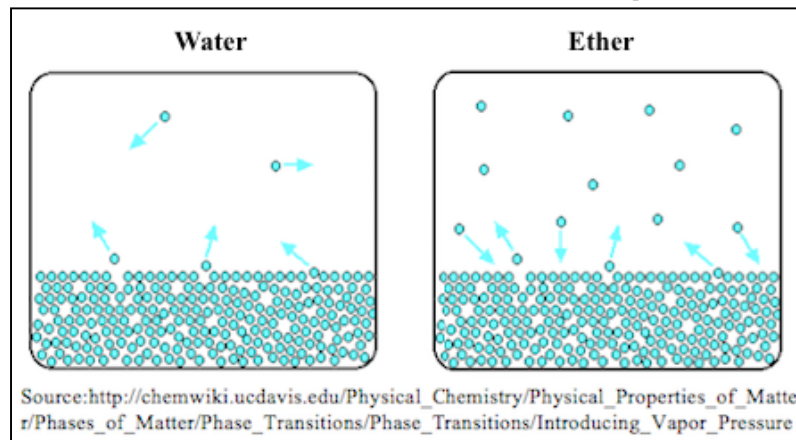 Water
Ether
Source:http://chemwiki.ucdavis.edu/Physical_Chemistry/Physical_Properties_of_Matte
r/Phases_of_Matter/Phase_Transitions/Phase_Transitions/Introducing_Vapor_Pressure